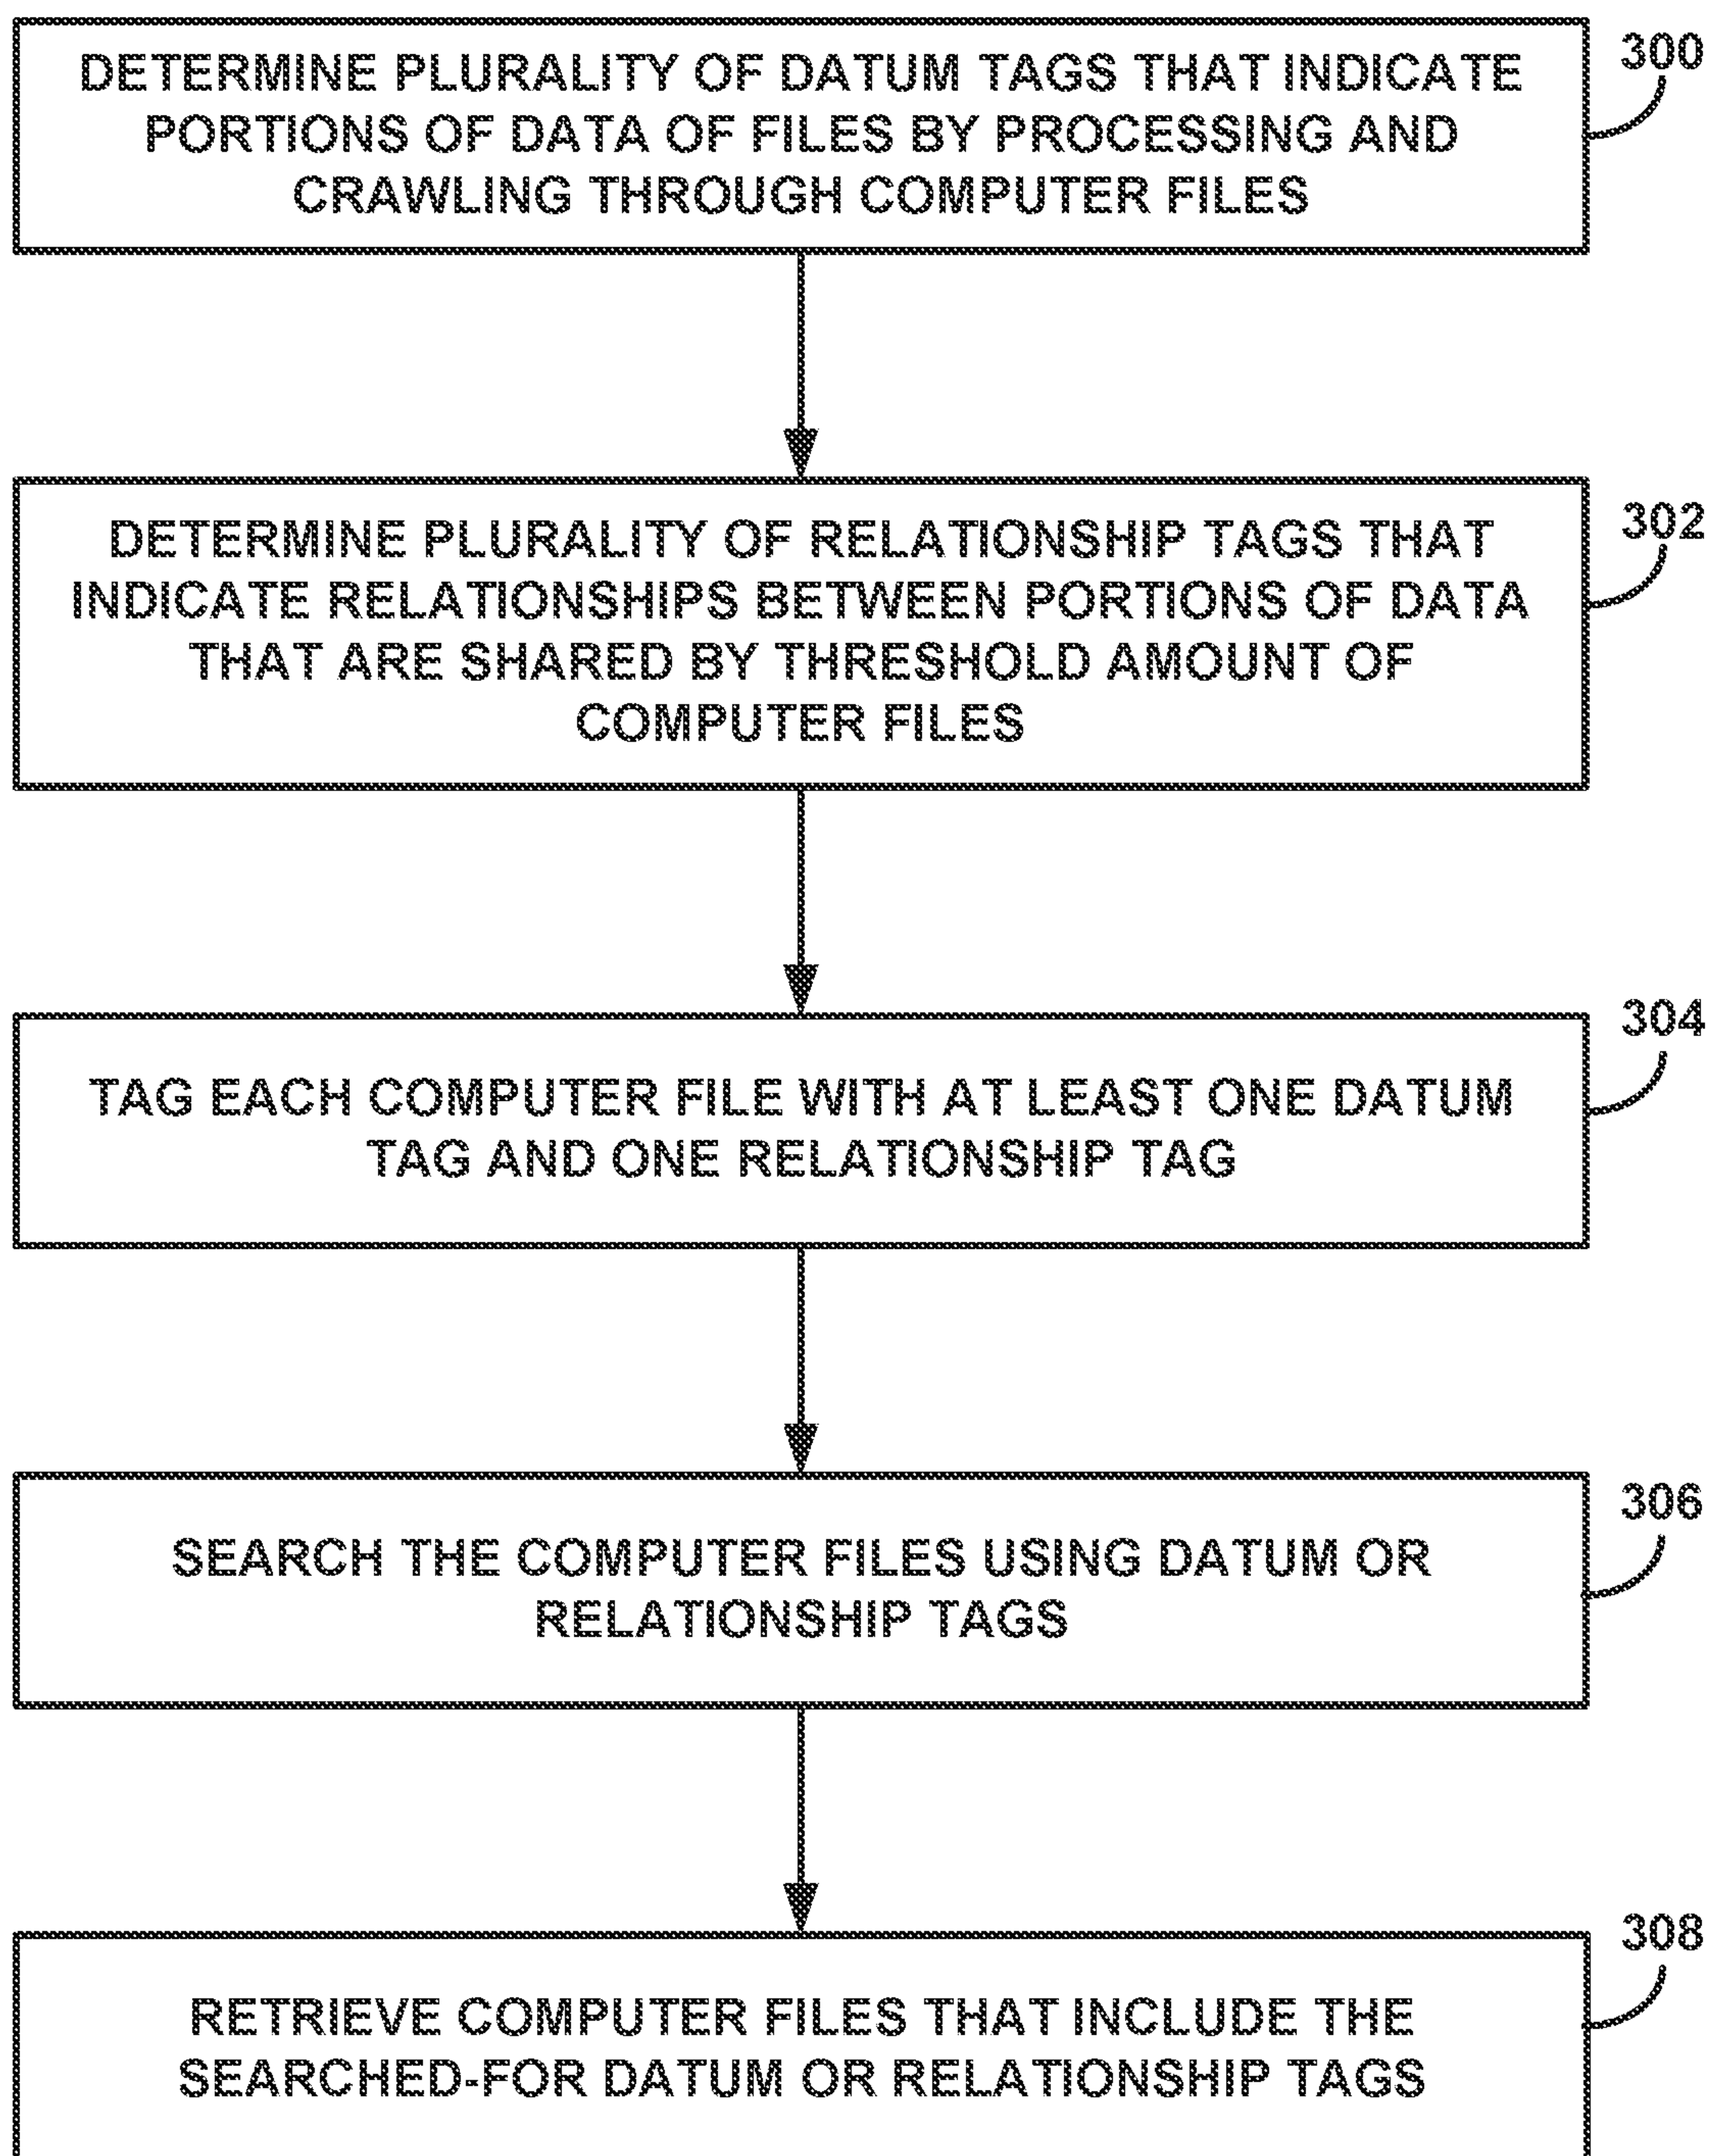 DETERMINE PLURALITY OF DATUM TAGS THAT INDICATE
PORTIONS OF DATA OF FILES BY PROCESSING AND
CRAWLING THROUGH COMPUTER FILES
300
DETERMINE PLURALITY OF RELATIONSHIP TAGS THAT
INDICATE RELATIONSHIPS BETWEEN PORTIONS OF DATA
THAT ARE SHARED BY THRESHOLD AMOUNT OF
COMPUTER FILES
302
TAG EACH COMPUTER FILE WITH AT LEAST ONE DATUM
TAG AND ONE RELATIONSHIP TAG
304
SEARCH THE COMPUTER FILES USING DATUM OR
RELATIONSHIP TAGS
306
RETRIEVE COMPUTER FILES THAT INCLUDE THE
SEARCHED-FOR DATUM OR RELATIONSHIP TAGS
308